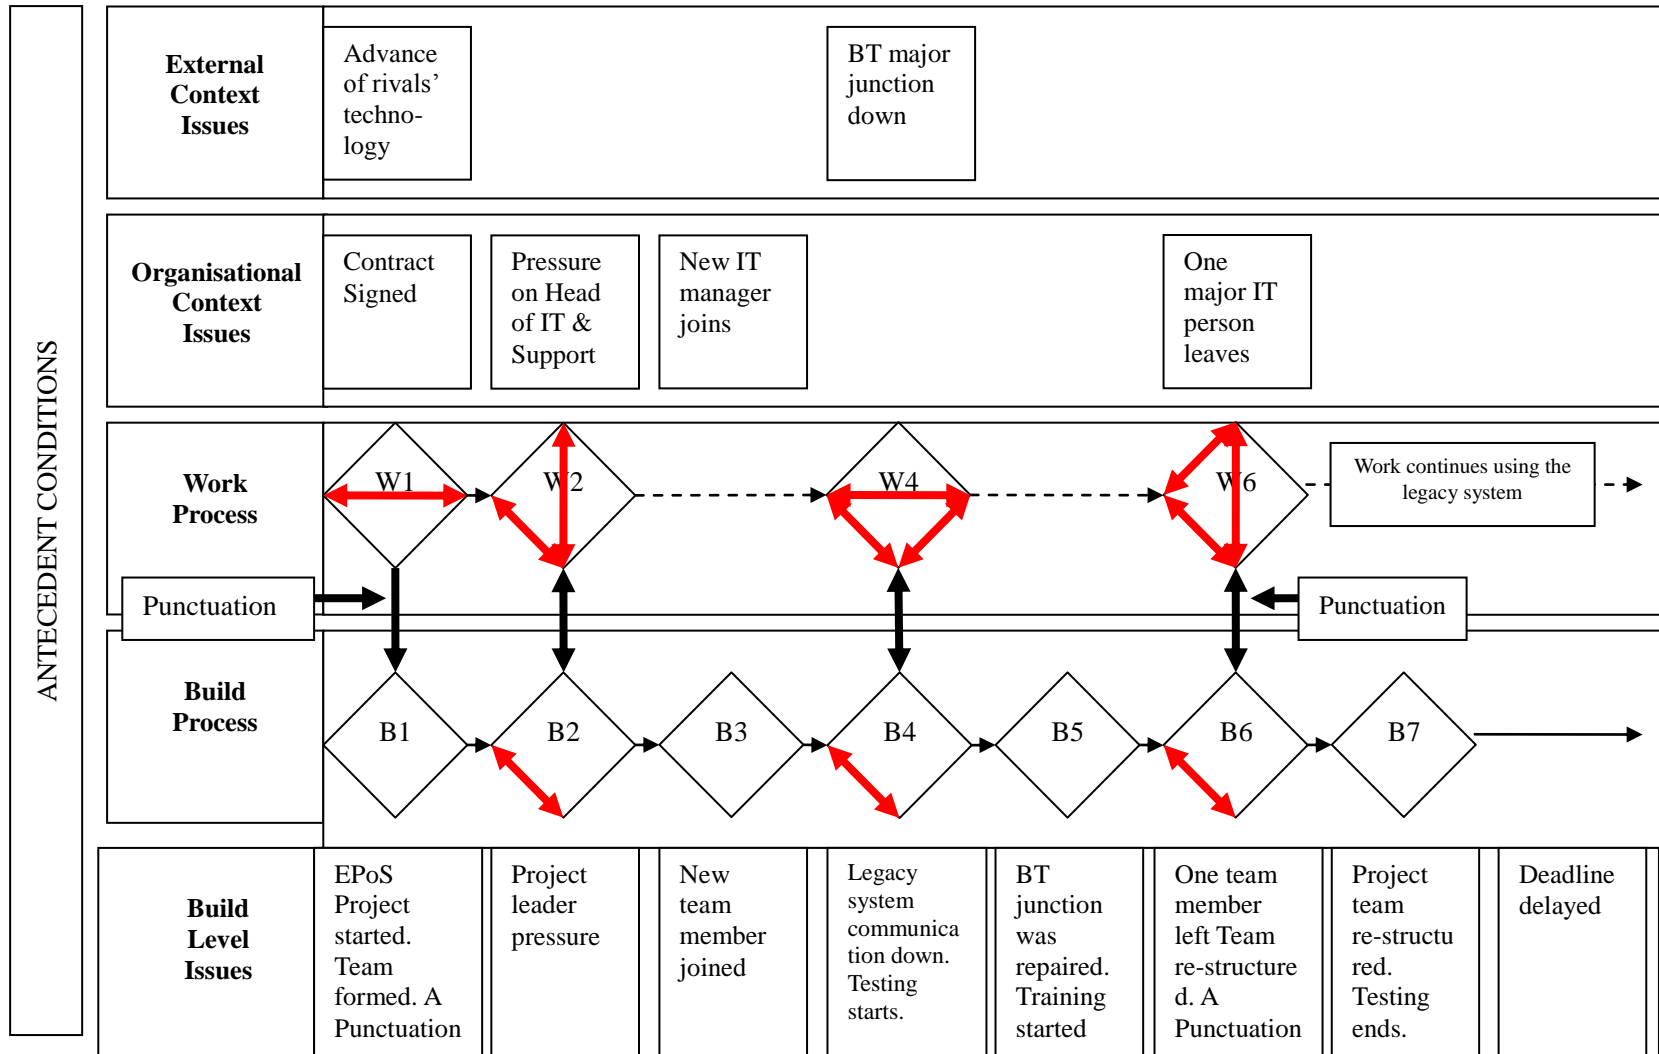 ANTECEDENT CONDITIONS
External
Context
Issues
Advance
of rivals’
techno-
logy
BT major
junction
down
Organisational
Context
Issues
Contract
Signed
Pressure
on Head
of IT &
Support
New IT
manager
joins
One
major IT
person
leaves
Work
Process
W1
W2
W4
W6
Work continues using the
legacy system
Punctuation
Punctuation
Build
Process
B1
B2
B3
B4
B5
B6
B7
Build
Level
Issues
EPoS
Project
started.
Team
formed. A
Punctuation
Project
leader
pressure
New
team
member
joined
Legacy
system
communica
tion down.
Testing
starts.
BT
junction
was
repaired.
Training
started
One team
member
left Team
re-structure
d. A
Punctuation
Project
team
re-structu
red.
Testing
ends.
Deadline
delayed